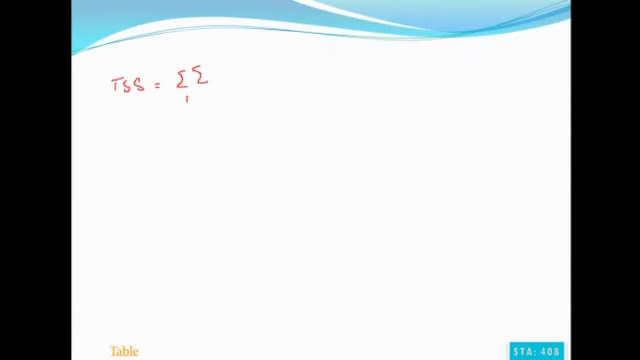 TSS = Σ Σ
ı
Table
STA: 408